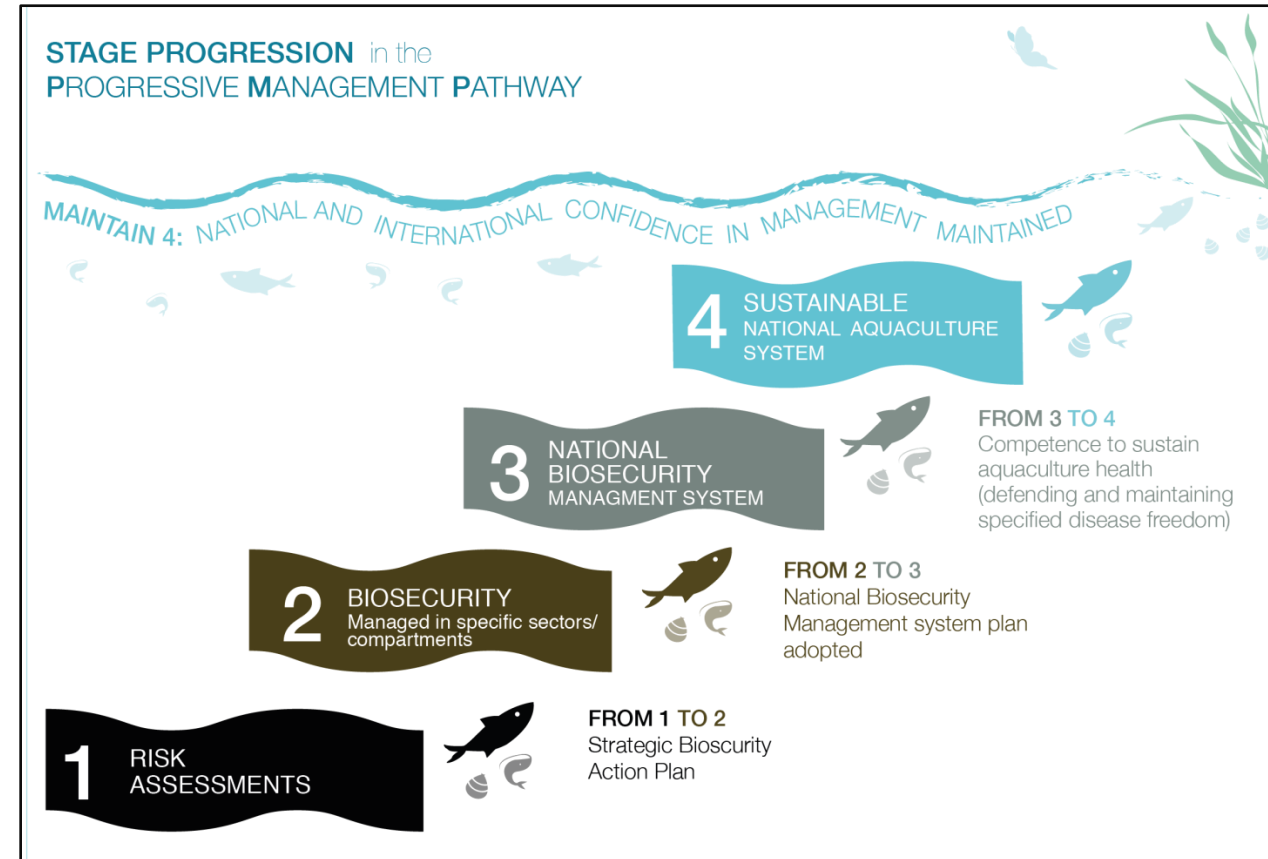 STAGE PROGRESSION in the
PROGRESSIVE MANAGEMENT PATHWAY
MAINTAIN 4: NATIONAL AND INTERNATIONAL CONFIDENCE IN MANAGEMENT MAINTAINED
4 SUSTAINABLE
NATIONAL AQUACULTURE
SYSTEM
3 NATIONAL
BIOSECURITY
MANAGMENT SYSTEM
FROM 3 TO 4
Competence to sustain
aquaculture health
(defending and maintaining
specified disease freedom)
2 BIOSECURITY
Managed in specific sectors/
compartments
FROM 2 TO 3
National Biosecurity
Management system plan
adopted
1 RISK
ASSESSMENTS
FROM 1 TO 2
Strategic Bioscurity
Action Plan